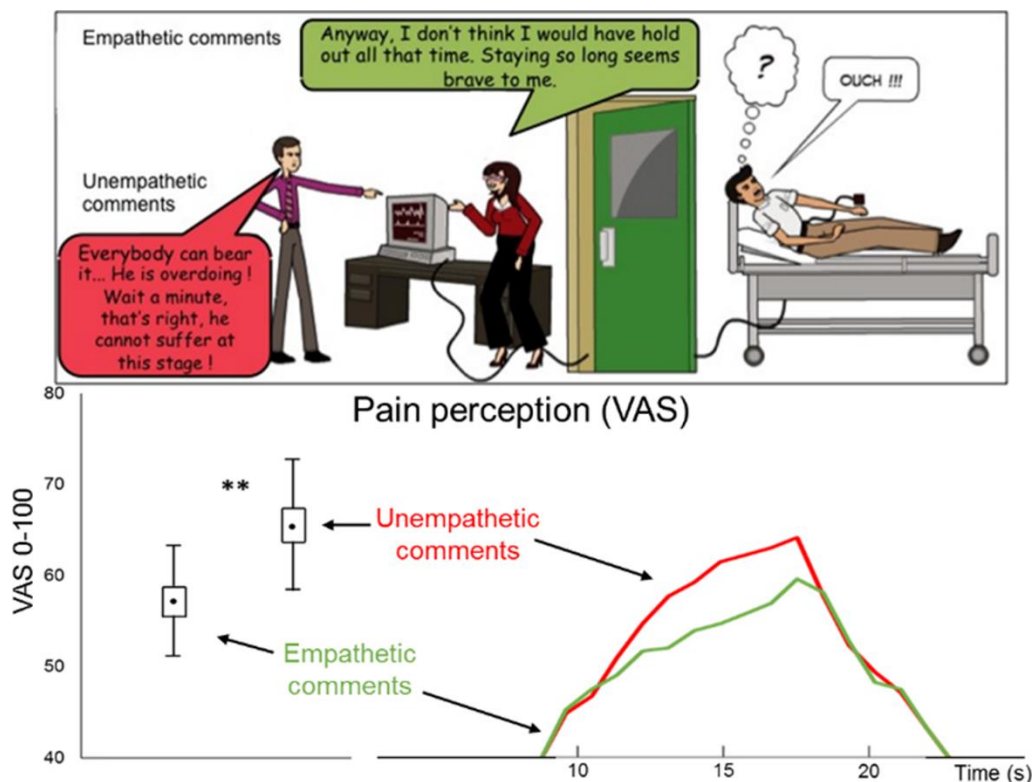 Empathetic comments
Anyway, I don't think I would have hold
out all that time. Staying so long seems
brave to me.
?
OUCH !!!
Unempathetic
comments
Everybody can bear
it... He is overdoing !
Wait a minute,
that's right, he
cannot suffer at
this stage !
Pain perception (VAS)
VAS 0-100
80
70
60
50
40
**
Unempathetic
comments
Empathetic
comments
10
15
20
Time (s)